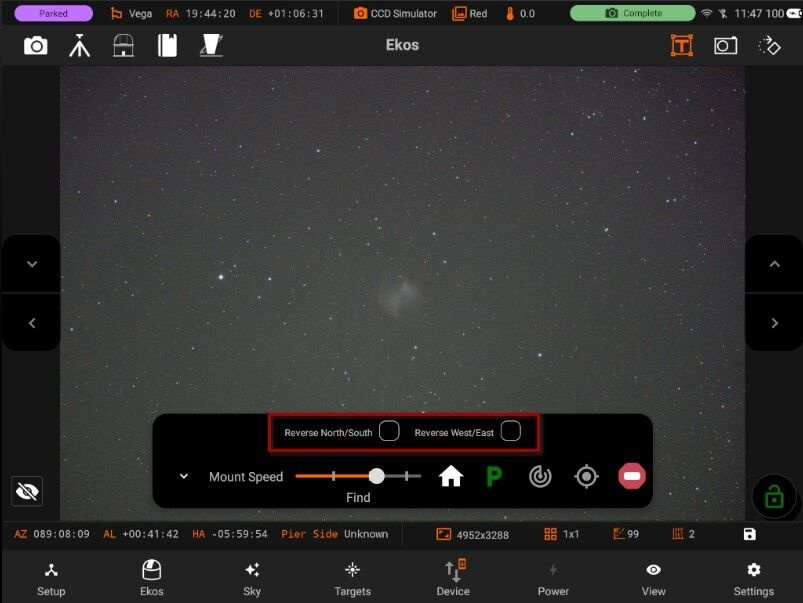 Parked Vega RA 19:44:20 DE +01:06:31 CCD Simulator Red 0.0 Complete 11:47 100
Ekos
T
Reverse North/South Reverse West/East
Mount Speed P
Find
AZ 089:08:09 AL +00:41:42 HA -05:59:54 Pier Side Unknown 4952x3288 1x1 99 2
Setup Ekos Sky Targets Device Power View Settings